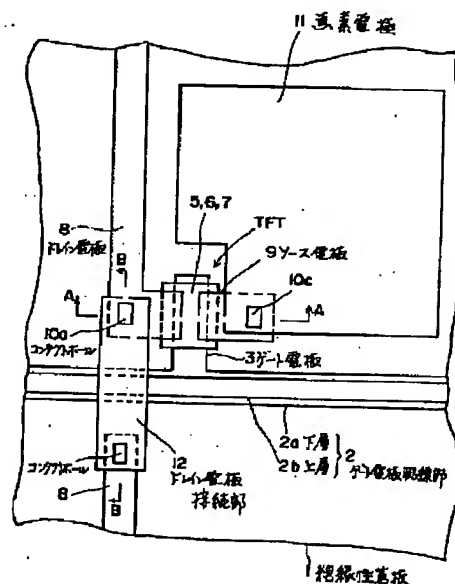 11 画素電極
5,6,7
TFT
9 ソース電極
8
ドレイン電極
B
A
10a
コンタクトホール
10c
A
3 ゲート電極
2a 下層
2b 上層
2
ゲート電極配線部
コンタクトホール
12
ドレイン電極
接続部
8
B
1 絶縁性基板